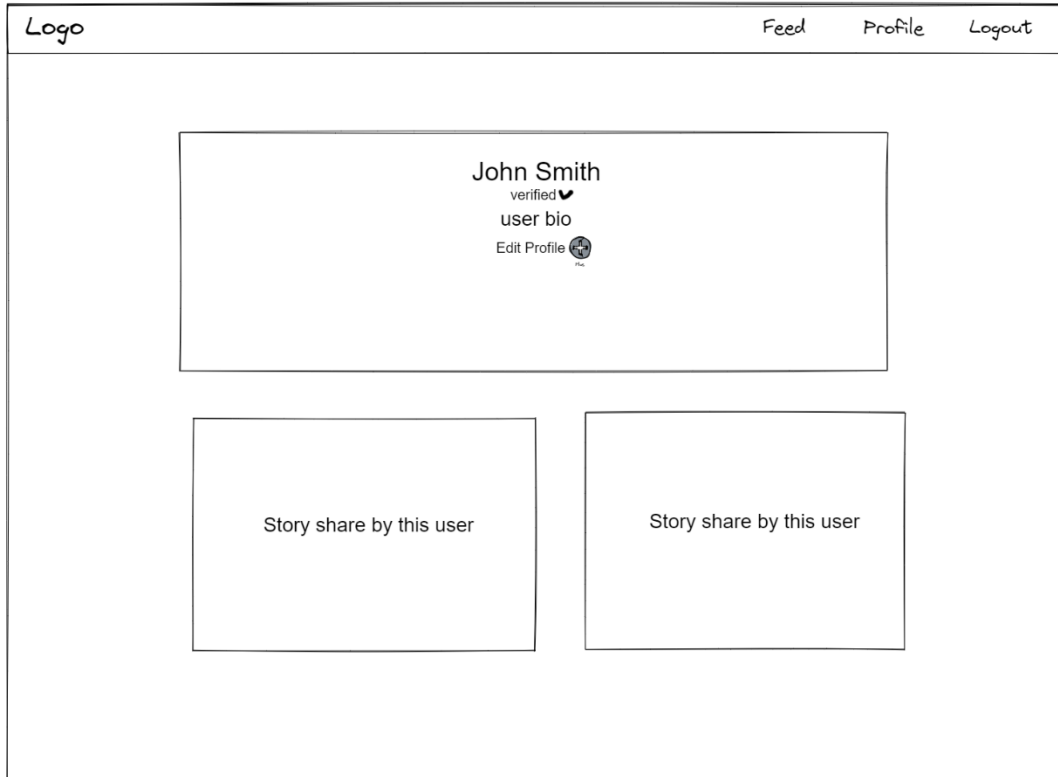 Logo Feed Profile Logout
John Smith
verified
user bio
Edit Profile
Story share by this user
Story share by this user